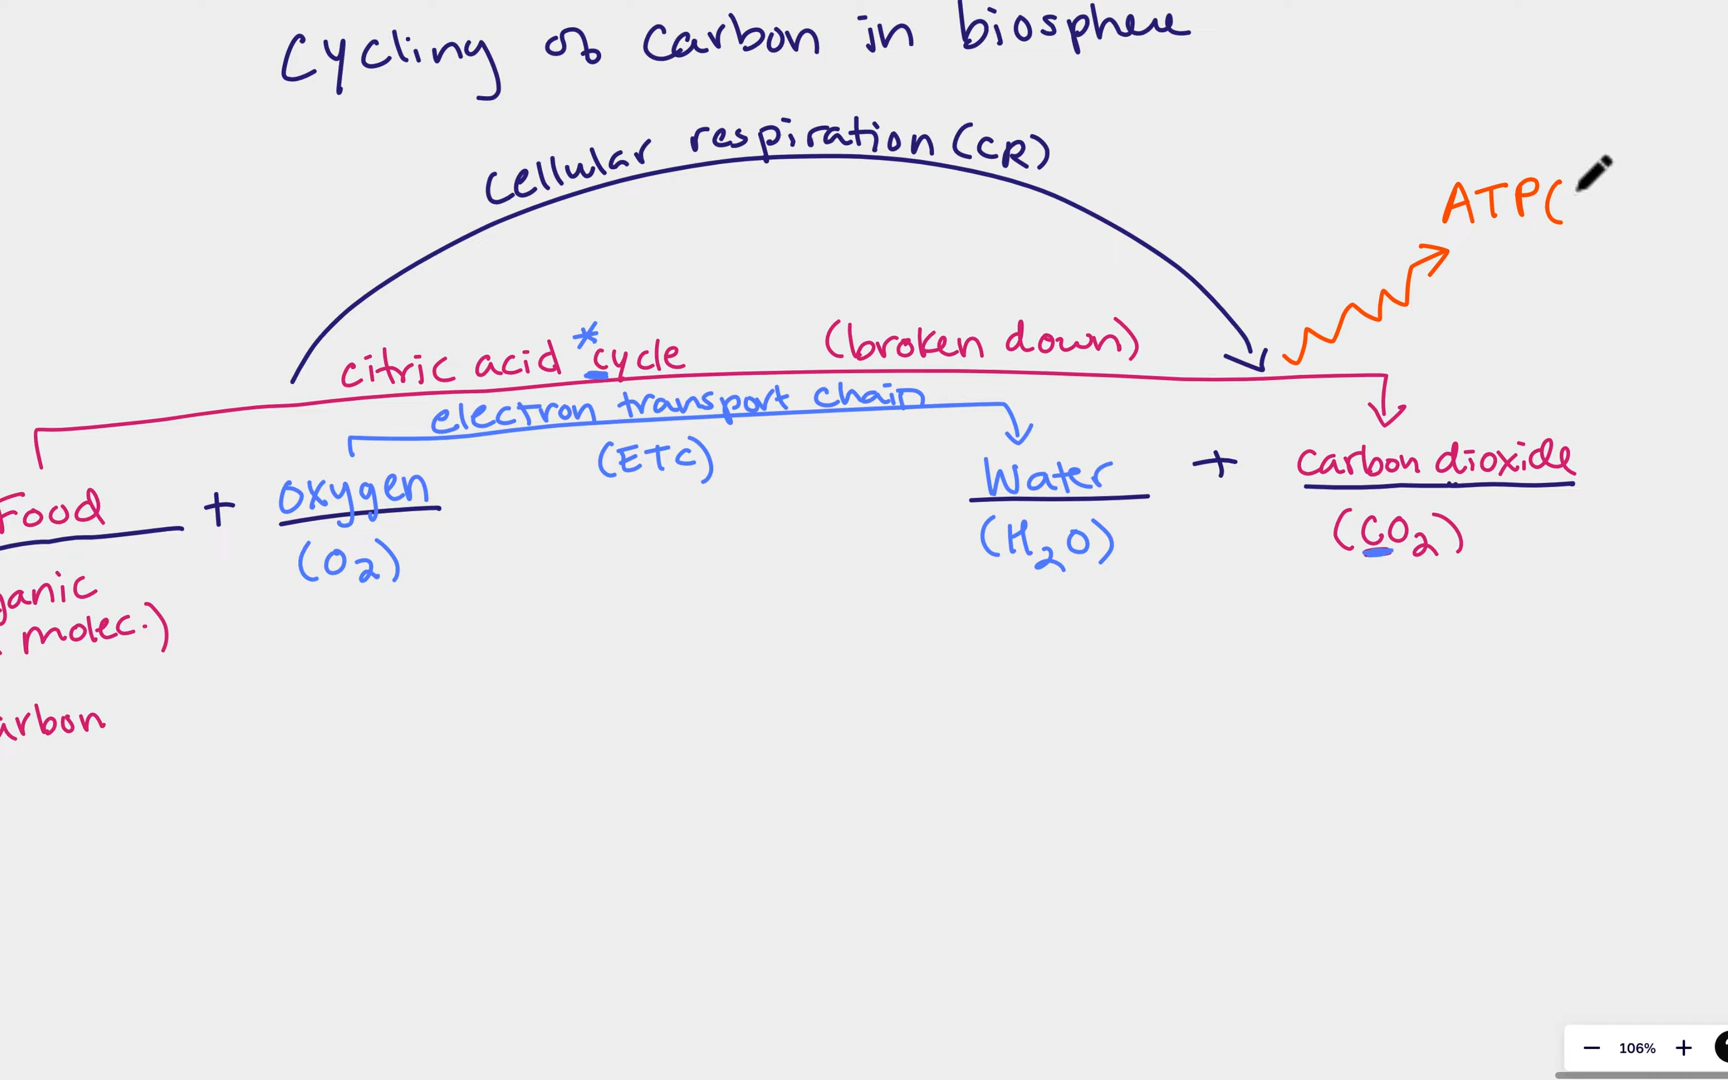 Cycling of Carbon in biosphere
Cellular respiration (CR)
ATP(
citric acid *cycle (broken down)
electron transport chain
(ETC)
Food + oxygen Water + Carbon dioxide
(O2) (H2O) (CO2)
ganic
molec.)
arbon
106%